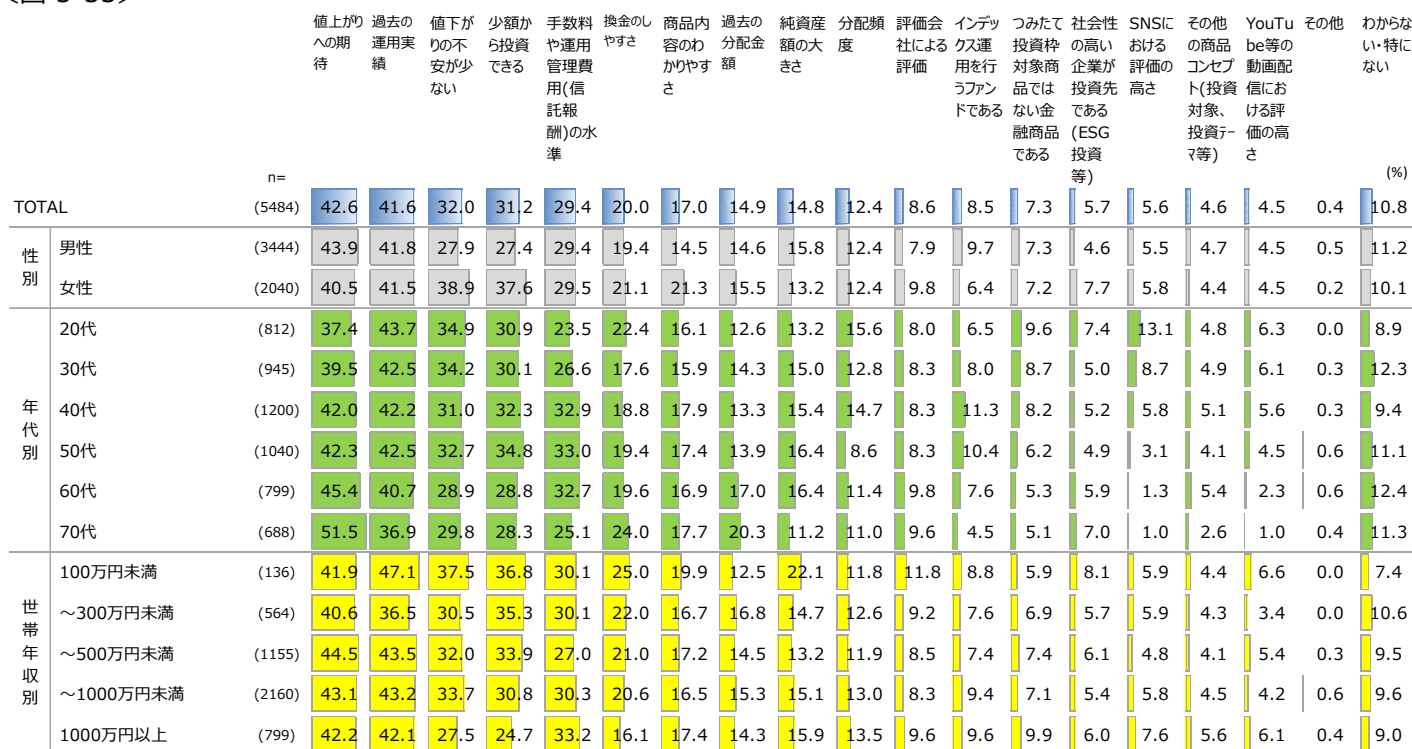 値上がりへの期待 過去の運用実績 値下がりの不安が少ない 少額から投資できる 手数料や運用管理費用(信託報酬)の水準 換金のしやすさ 商品内容のわかりやすさ 過去の分配金額 純資産額の大きさ 分配頻度 評価会社による評価 インデックス運用を行うファンドである つみたて投資枠対象商品ではない金融商品である 社会性の高い企業が投資先である(ESG投資等) SNSにおける評価の高さ その他の商品コンセプト(投資対象、投資テーマ等) YouTube等の動画配信における評価の高さ その他 わからない・特にない
n= (%)
TOTAL (5484) 42.6 41.6 32.0 31.2 29.4 20.0 17.0 14.9 14.8 12.4 8.6 8.5 7.3 5.7 5.6 4.6 4.5 0.4 10.8
性別
男性 (3444) 43.9 41.8 27.9 27.4 29.4 19.4 14.5 14.6 15.8 12.4 7.9 9.7 7.3 4.6 5.5 4.7 4.5 0.5 11.2
女性 (2040) 40.5 41.5 38.9 37.6 29.5 21.1 21.3 15.5 13.2 12.4 9.8 6.4 7.2 7.7 5.8 4.4 4.5 0.2 10.1
年代別
20代 (812) 37.4 43.7 34.9 30.9 23.5 22.4 16.1 12.6 13.2 15.6 8.0 6.5 9.6 7.4 13.1 4.8 6.3 0.0 8.9
30代 (945) 39.5 42.5 34.2 30.1 26.6 17.6 15.9 14.3 15.0 12.8 8.3 8.0 8.7 5.0 8.7 4.9 6.1 0.3 12.3
40代 (1200) 42.0 42.2 31.0 32.3 32.9 18.8 17.9 13.3 15.4 14.7 8.3 11.3 8.2 5.2 5.8 5.1 5.6 0.3 9.4
50代 (1040) 42.3 42.5 32.7 34.8 33.0 19.4 17.4 13.9 16.4 8.6 8.3 10.4 6.2 4.9 3.1 4.1 4.5 0.6 11.1
60代 (799) 45.4 40.7 28.9 28.8 32.7 19.6 16.9 17.0 16.4 11.4 9.8 7.6 5.3 5.9 1.3 5.4 2.3 0.6 12.4
70代 (688) 51.5 36.9 29.8 28.3 25.1 24.0 17.7 20.3 11.2 11.0 9.6 4.5 5.1 7.0 1.0 2.6 1.0 0.4 11.3
世帯年収別
100万円未満 (136) 41.9 47.1 37.5 36.8 30.1 25.0 19.9 12.5 22.1 11.8 11.8 8.8 5.9 8.1 5.9 4.4 6.6 0.0 7.4
～300万円未満 (564) 40.6 36.5 30.5 35.3 30.1 22.0 16.7 16.8 14.7 12.6 9.2 7.6 6.9 5.7 5.9 4.3 3.4 0.0 10.6
～500万円未満 (1155) 44.5 43.5 32.0 33.9 27.0 21.0 17.2 14.5 13.2 11.9 8.5 7.4 7.4 6.1 4.8 4.1 5.4 0.3 9.5
～1000万円未満 (2160) 43.1 43.2 33.7 30.8 30.3 20.6 16.5 15.3 15.1 13.0 8.3 9.4 7.1 5.4 5.8 4.5 4.2 0.6 9.6
1000万円以上 (799) 42.2 42.1 27.5 24.7 33.2 16.1 17.4 14.3 15.9 13.5 9.6 9.6 9.9 6.0 7.6 5.6 6.1 0.4 9.0